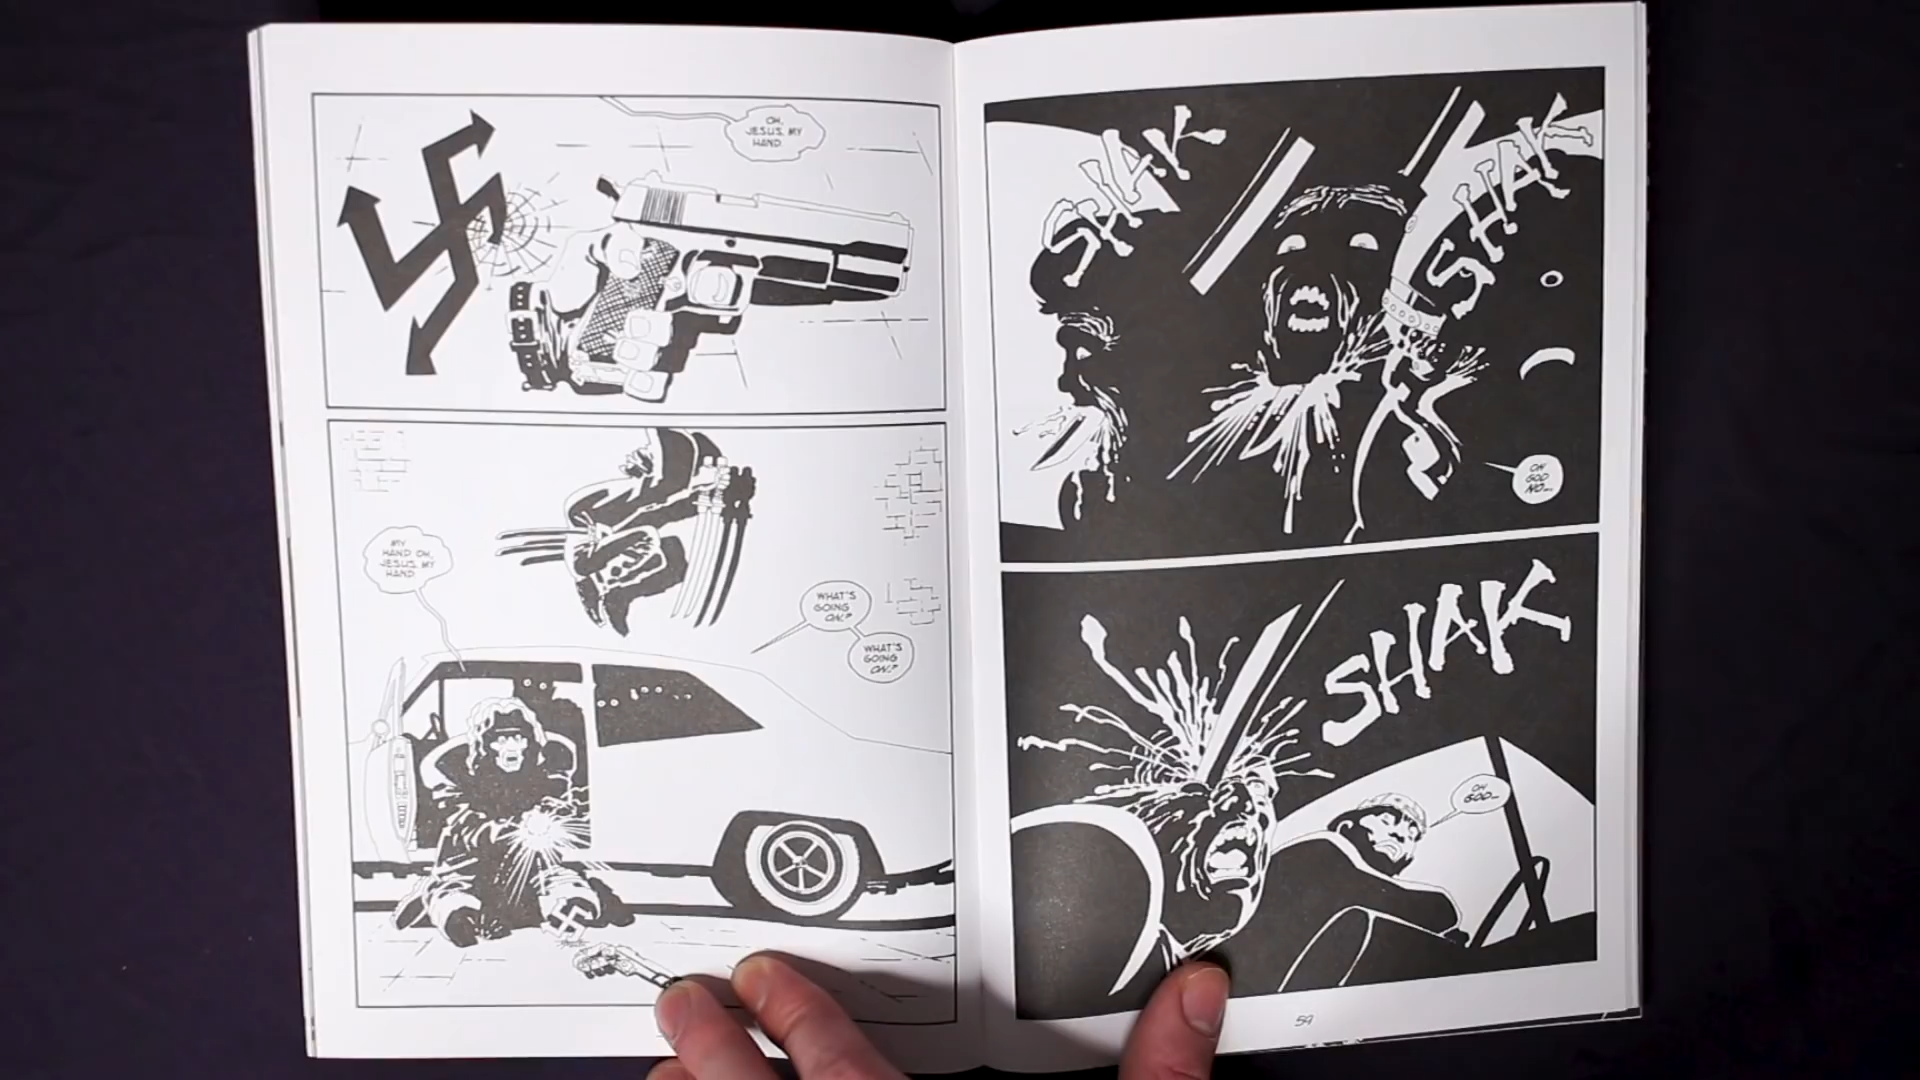 OH,
JESUS, MY
HAND.
MY
HAND OH,
JESUS, MY
HAND.
WHAT'S
GOING
ON?
WHAT'S
GOING
ON?
SHAK
SHAK
OH
GOD
NO...
SHAK
OH
GOD...
59